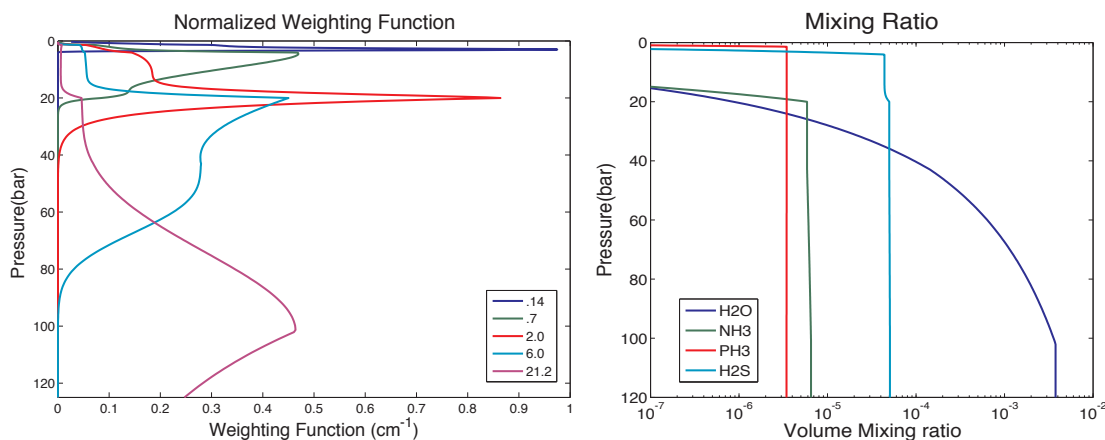 Normalized Weighting Function
0
20
40
60
80
100
120
Pressure(bar)
0 0.1 0.2 0.3 0.4 0.5 0.6 0.7 0.8 0.9 1
Weighting Function (cm-1)
.14
.7
2.0
6.0
21.2
Mixing Ratio
0
20
40
60
80
100
120
Pressure(bar)
10-7 10-6 10-5 10-4 10-3 10-2
Volume Mixing ratio
H2O
NH3
PH3
H2S